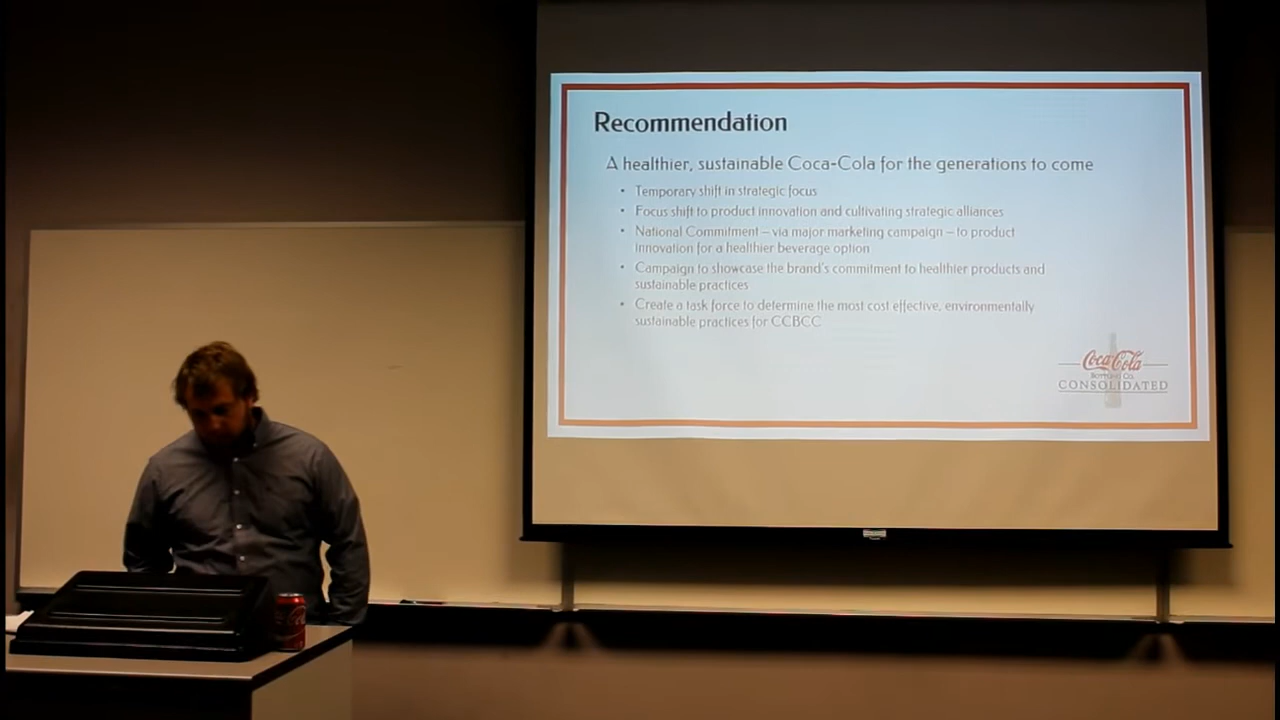 Recommendation
A healthier, sustainable Coca-Cola for the generations to come
• Temporary shift in strategic focus
• Focus shift to product innovation and cultivating strategic alliances
• National Commitment – via major marketing campaign – to product
innovation for a healthier beverage option
• Campaign to showcase the brand's commitment to healthier products and
sustainable practices
• Create a task force to determine the most cost effective, environmentally
sustainable practices for CCBCC
Coca-Cola
BOTTLING CO.
CONSOLIDATED